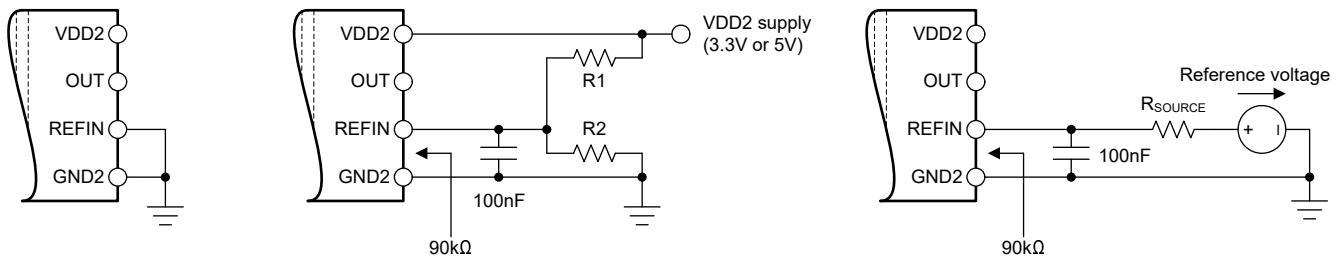 VDD2
OUT
REFIN
GND2
VDD2
OUT
REFIN
GND2
90kΩ
100nF
R1
R2
VDD2 supply
(3.3V or 5V)
VDD2
OUT
REFIN
GND2
90kΩ
100nF
RSOURCE
Reference voltage
+
I